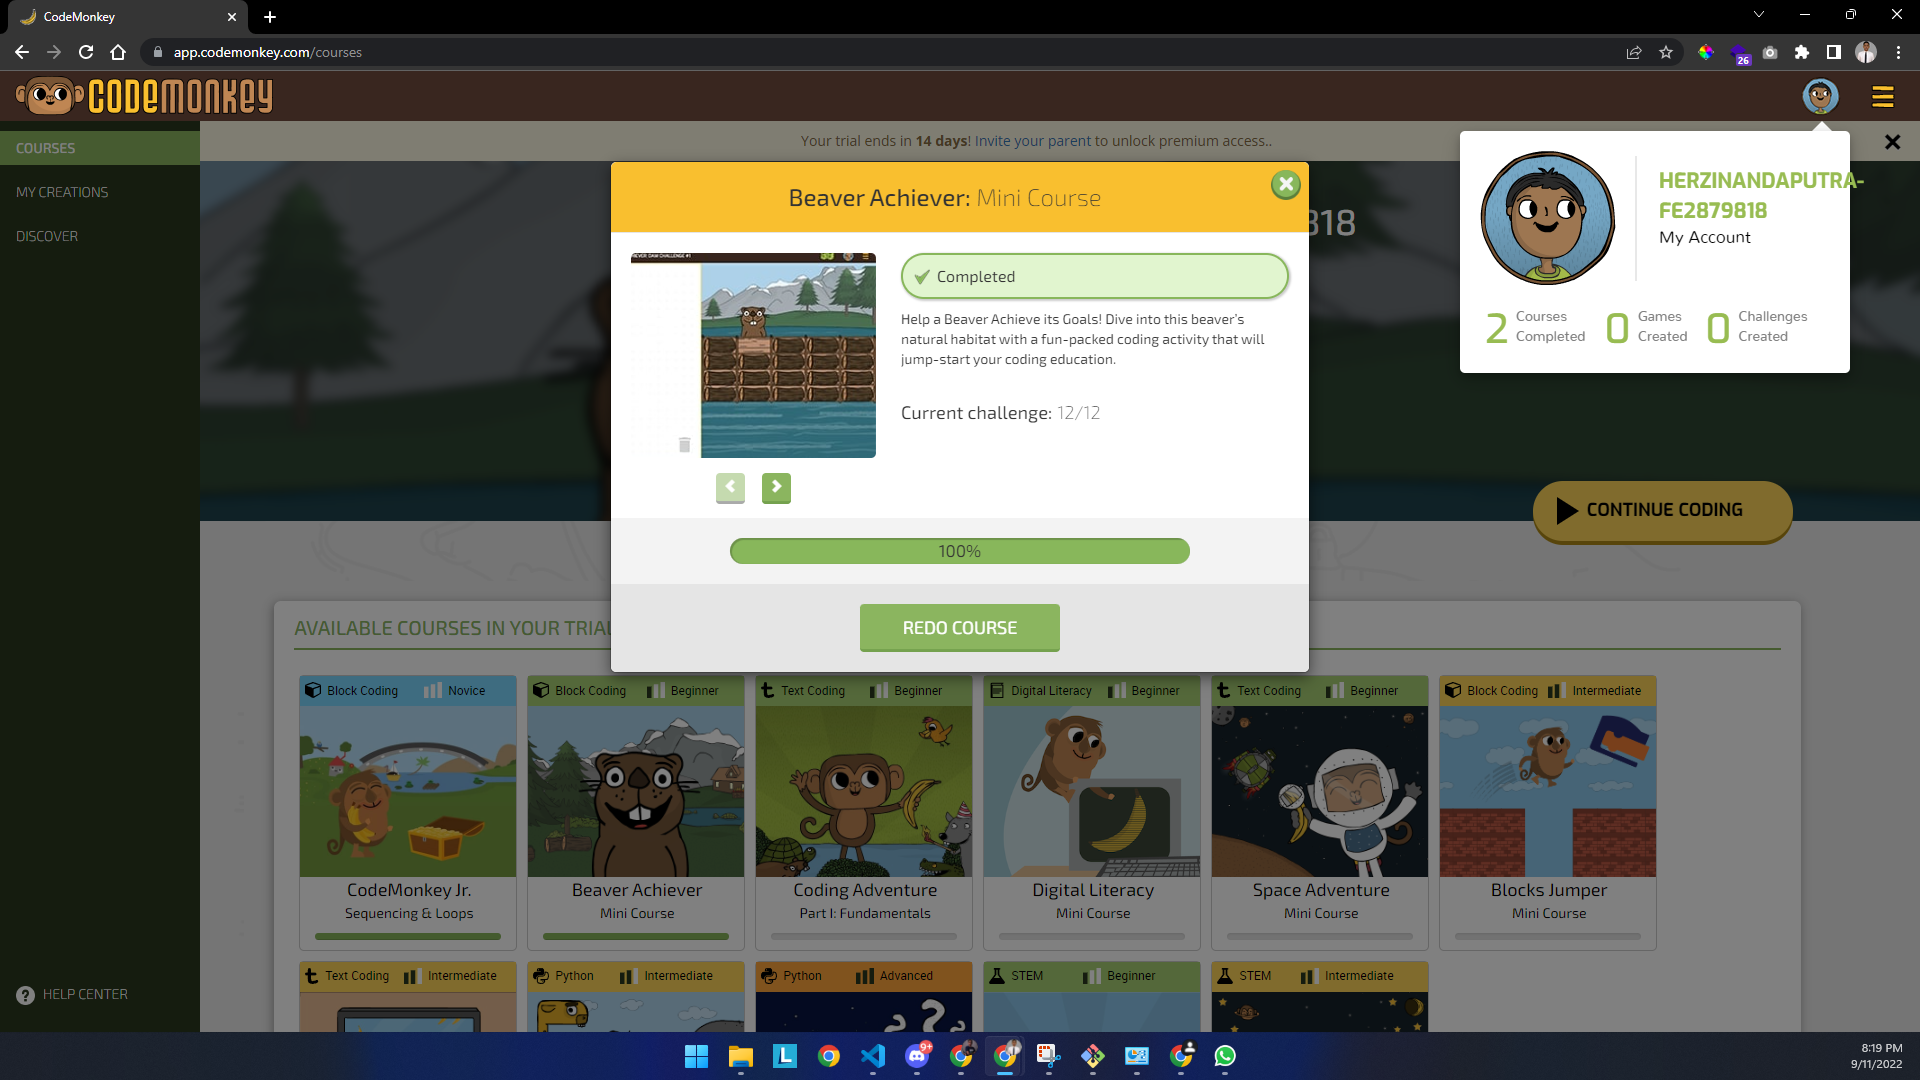 CodeMonkey
app.codemonkey.com/courses
26
CODEMONKEY
COURSES
MY CREATIONS
DISCOVER
HELP CENTER
Your trial ends in 14 days! Invite your parent to unlock premium access..
818
HERZINANDAPUTRA-
FE2879818
My Account
2 Courses Completed
0 Games Created
0 Challenges Created
Beaver Achiever: Mini Course
Completed
Help a Beaver Achieve its Goals! Dive into this beaver's
natural habitat with a fun-packed coding activity that will
jump-start your coding education.
Current challenge: 12/12
100%
REDO COURSE
CONTINUE CODING
AVAILABLE COURSES IN YOUR TRIAL
Block Coding Novice
CodeMonkey Jr.
Sequencing & Loops
Block Coding Beginner
Beaver Achiever
Mini Course
Text Coding Beginner
Coding Adventure
Part I: Fundamentals
Digital Literacy Beginner
Digital Literacy
Mini Course
Text Coding Beginner
Space Adventure
Mini Course
Block Coding Intermediate
Blocks Jumper
Mini Course
Text Coding Intermediate
Python Intermediate
Python Advanced
STEM Beginner
STEM Intermediate
L
9+
8:19 PM
9/11/2022